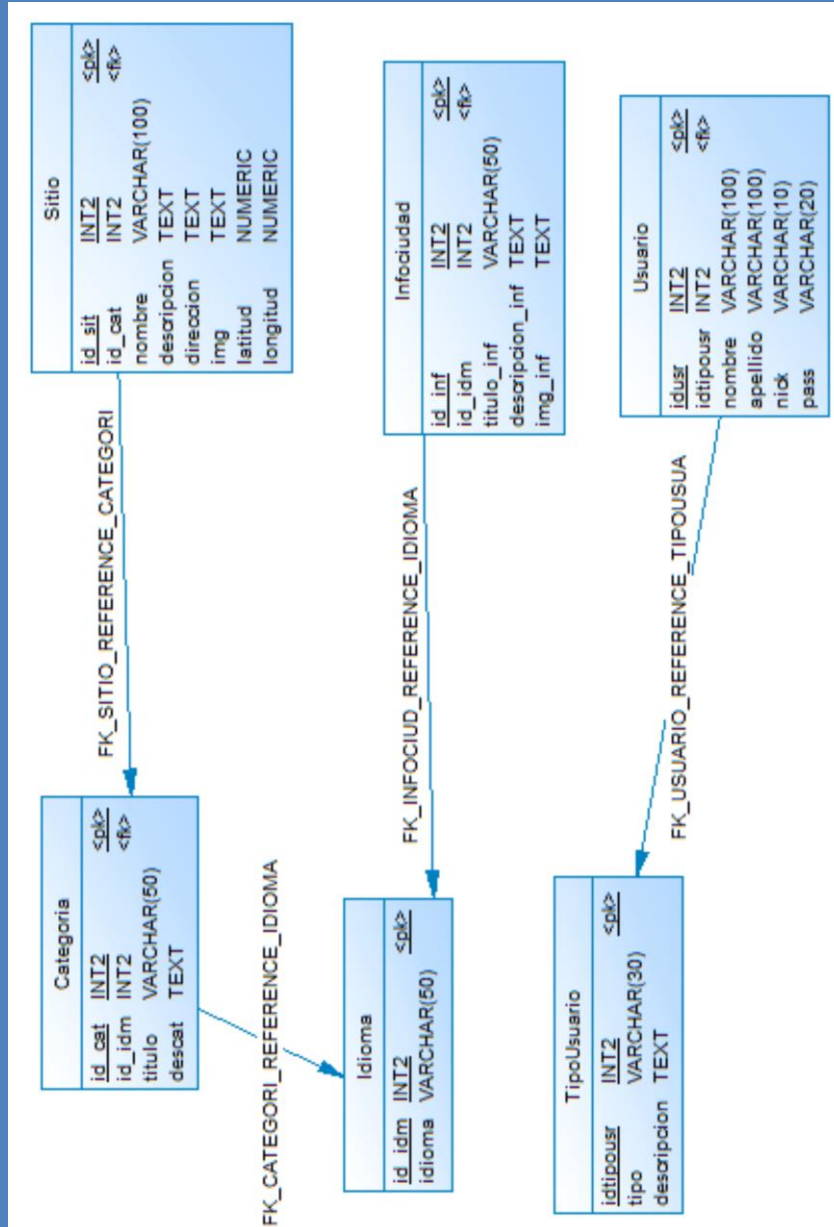 Sitio
id_sit INT2 <pk>
id_cat INT2 <fk>
nombre VARCHAR(100)
descripcion TEXT
direccion TEXT
img TEXT
latitud NUMERIC
longitud NUMERIC
FK_SITIO_REFERENCE_CATEGORI
Categoria
id_cat INT2 <pk>
id_idm INT2 <fk>
titulo VARCHAR(50)
descat TEXT
FK_CATEGORI_REFERENCE_IDIOMA
Infociudad
id_inf INT2 <pk>
id_idm INT2 <fk>
titulo_inf VARCHAR(50)
descripcion_inf TEXT
img_inf TEXT
FK_INFOCIUD_REFERENCE_IDIOMA
Idioma
id_idm INT2 <pk>
idioma VARCHAR(50)
Usuario
idusr INT2 <pk>
idtipousr INT2 <fk>
nombre VARCHAR(100)
apellido VARCHAR(100)
nick VARCHAR(10)
pass VARCHAR(20)
FK_USUARIO_REFERENCE_TIPOUSUA
TipoUsuario
idtipousr INT2 <pk>
tipo VARCHAR(30)
descripcion TEXT